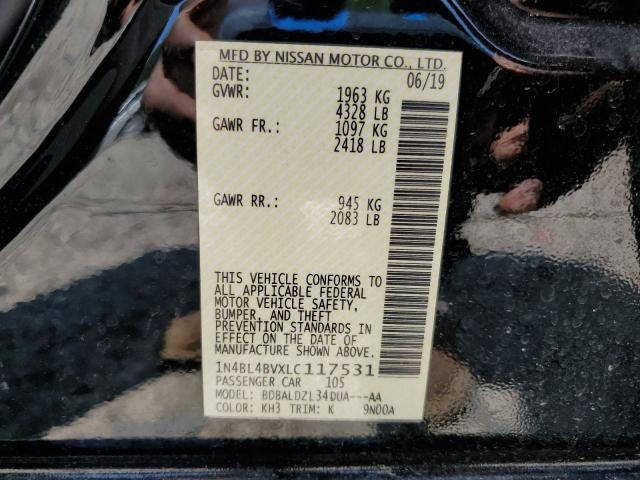 MFD BY NISSAN MOTOR CO., LTD.
DATE: 06/19
GVWR: 1963 KG
4328 LB
GAWR FR.: 1097 KG
2418 LB
GAWR RR.: 945 KG
2083 LB
THIS VEHICLE CONFORMS TO
ALL APPLICABLE FEDERAL
MOTOR VEHICLE SAFETY,
BUMPER, AND THEFT
PREVENTION STANDARDS IN
EFFECT ON THE DATE OF
MANUFACTURE SHOWN ABOVE.
1N4BL4BVXLC117531
PASSENGER CAR 105
MODEL: BDBALDZL34DUA---AA
COLOR: KH3 TRIM: K 9N00A